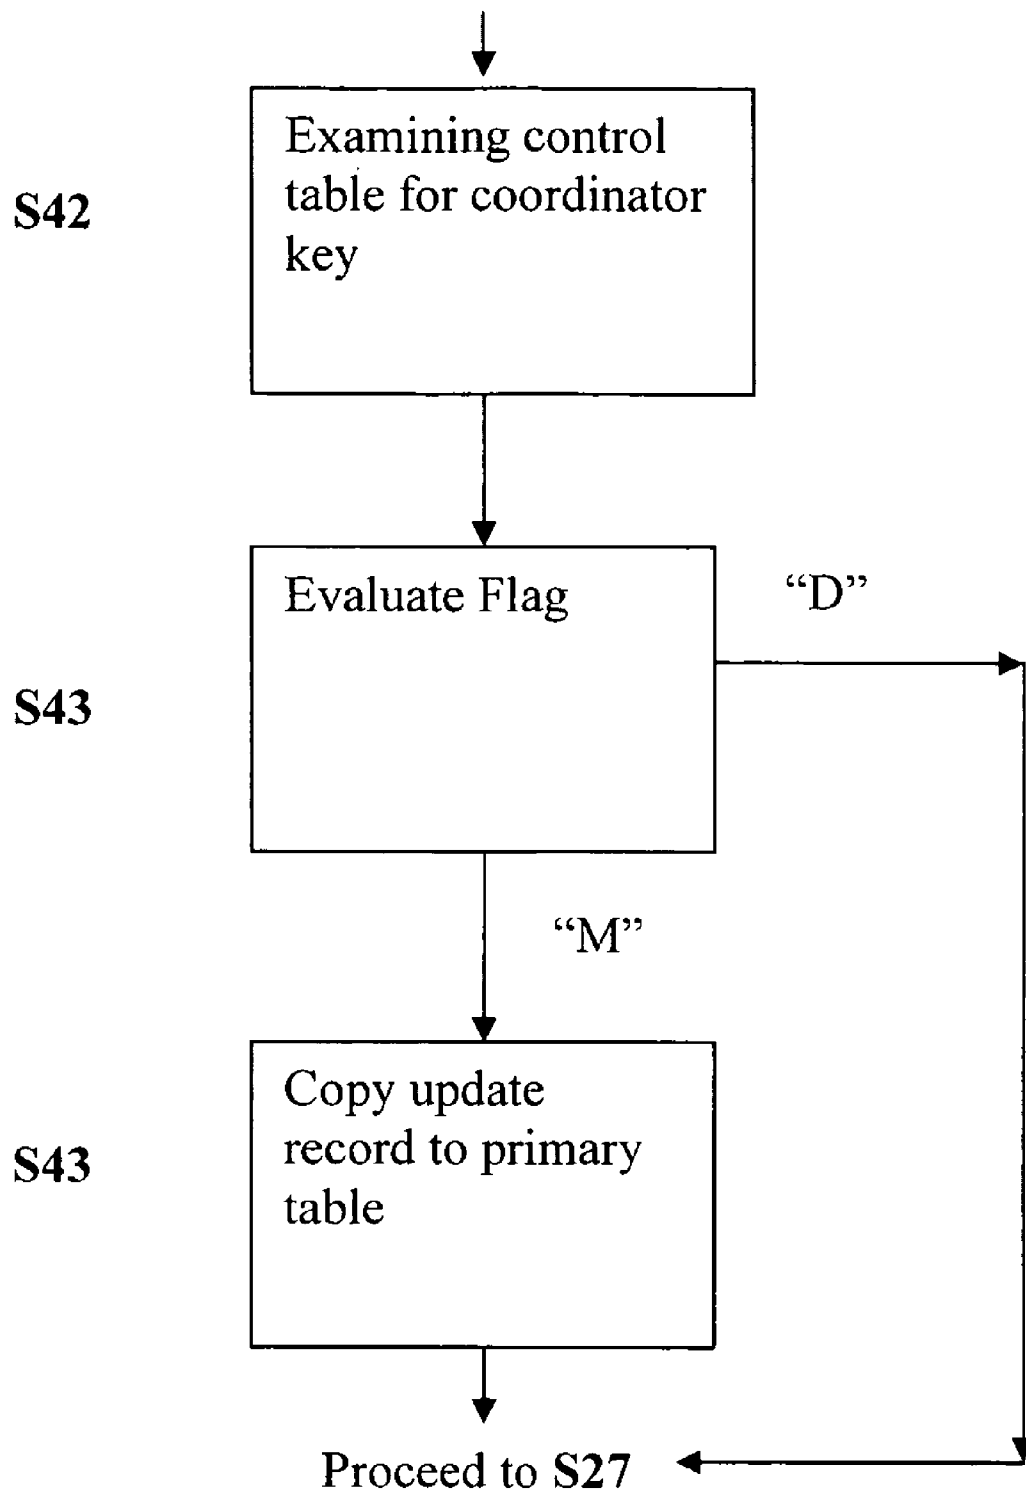 Examining control
table for coordinator
key
S42
Evaluate Flag
“D”
S43
“M”
Copy update
record to primary
table
S43
Proceed to S27